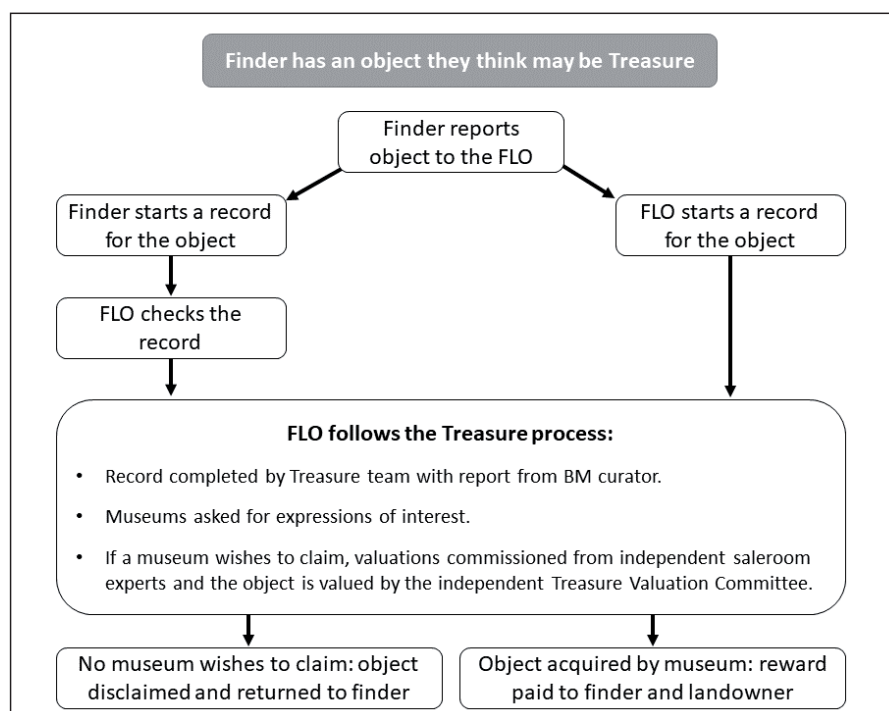 Finder has an object they think may be Treasure
Finder reports
object to the FLO
Finder starts a record
for the object
FLO starts a record
for the object
FLO checks the
record
FLO follows the Treasure process:
• Record completed by Treasure team with report from BM curator.
• Museums asked for expressions of interest.
• If a museum wishes to claim, valuations commissioned from independent saleroom
experts and the object is valued by the independent Treasure Valuation Committee.
No museum wishes to claim: object
disclaimed and returned to finder
Object acquired by museum: reward
paid to finder and landowner